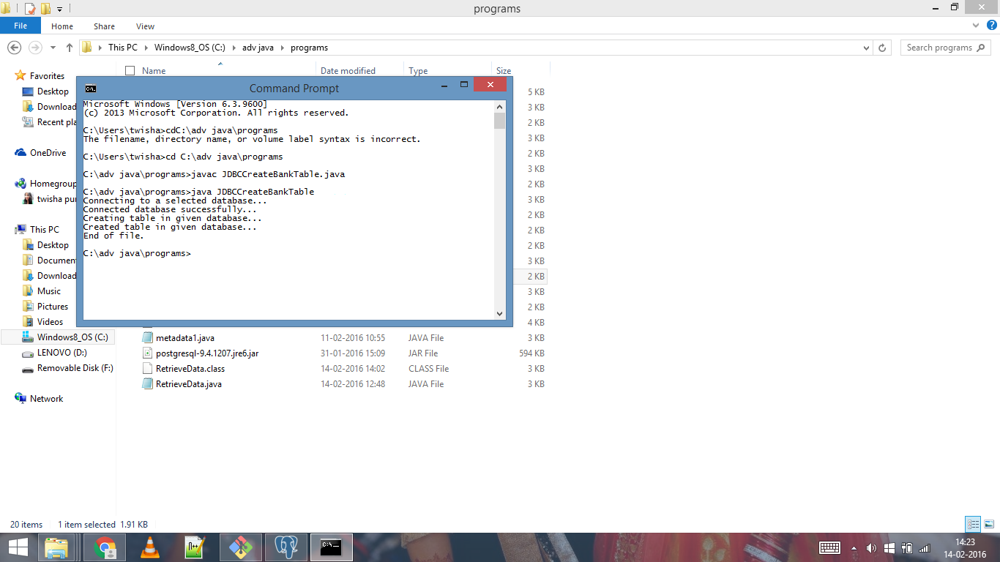 programs
File
Home
Share
View
This PC
Windows8_OS (C:)
adv java
programs
Search programs
Name
Date modified
Type
Size
Favorites
Desktop
Download
Recent pla
OneDrive
Homegroup
twisha pu
This PC
Desktop
Documen
Download
Music
Pictures
Videos
Windows8_OS (C:)
LENOVO (D:)
Removable Disk (F:)
Network
Command Prompt
Microsoft Windows [Version 6.3.9600]
(c) 2013 Microsoft Corporation. All rights reserved.
C:\Users\twisha>cdC:\adv java\programs
The filename, directory name, or volume label syntax is incorrect.
C:\Users\twisha>cd C:\adv java\programs
C:\adv java\programs>javac JDBCCreateBankTable.java
C:\adv java\programs>java JDBCCreateBankTable
Connecting to a selected database...
Connected database successfully...
Creating table in given database...
Created table in given database...
End of file.
C:\adv java\programs>
5 KB
3 KB
2 KB
3 KB
2 KB
3 KB
2 KB
3 KB
2 KB
2 KB
2 KB
3 KB
2 KB
3 KB
2 KB
4 KB
metadata1.java 11-02-2016 10:55 JAVA File 3 KB
postgresql-9.4.1207.jre6.jar 31-01-2016 15:09 JAR File 594 KB
RetrieveData.class 14-02-2016 14:02 CLASS File 3 KB
RetrieveData.java 14-02-2016 12:48 JAVA File 3 KB
20 items 1 item selected 1.91 KB
14:23
14-02-2016